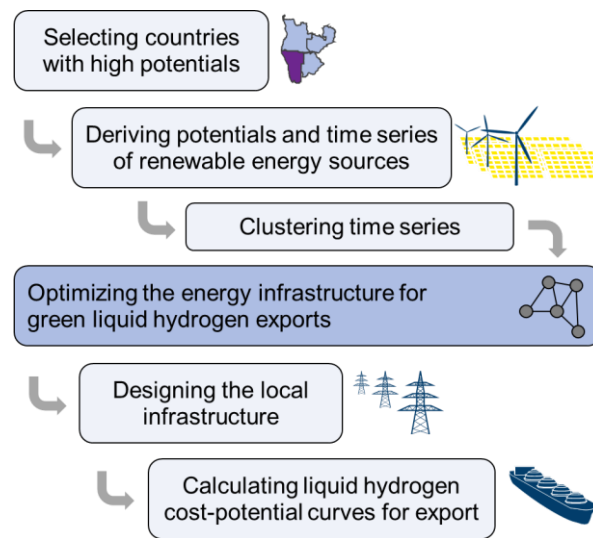 Selecting countries
with high potentials
Deriving potentials and time series
of renewable energy sources
Clustering time series
Optimizing the energy infrastructure for
green liquid hydrogen exports
Designing the local
infrastructure
Calculating liquid hydrogen
cost-potential curves for export